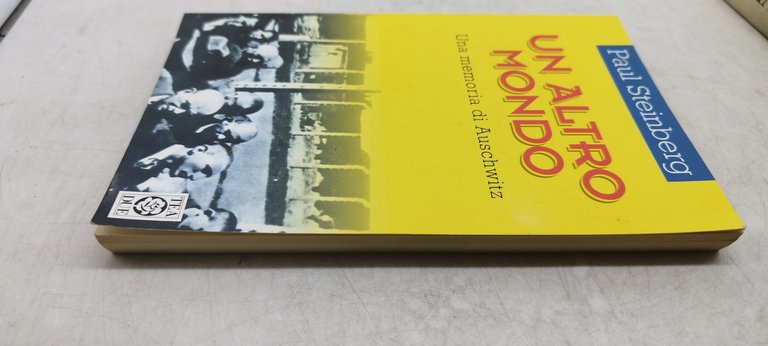 Paul Steinberg
UN ALTRO
MONDO
Una memoria di Auschwitz
TEA
DUE